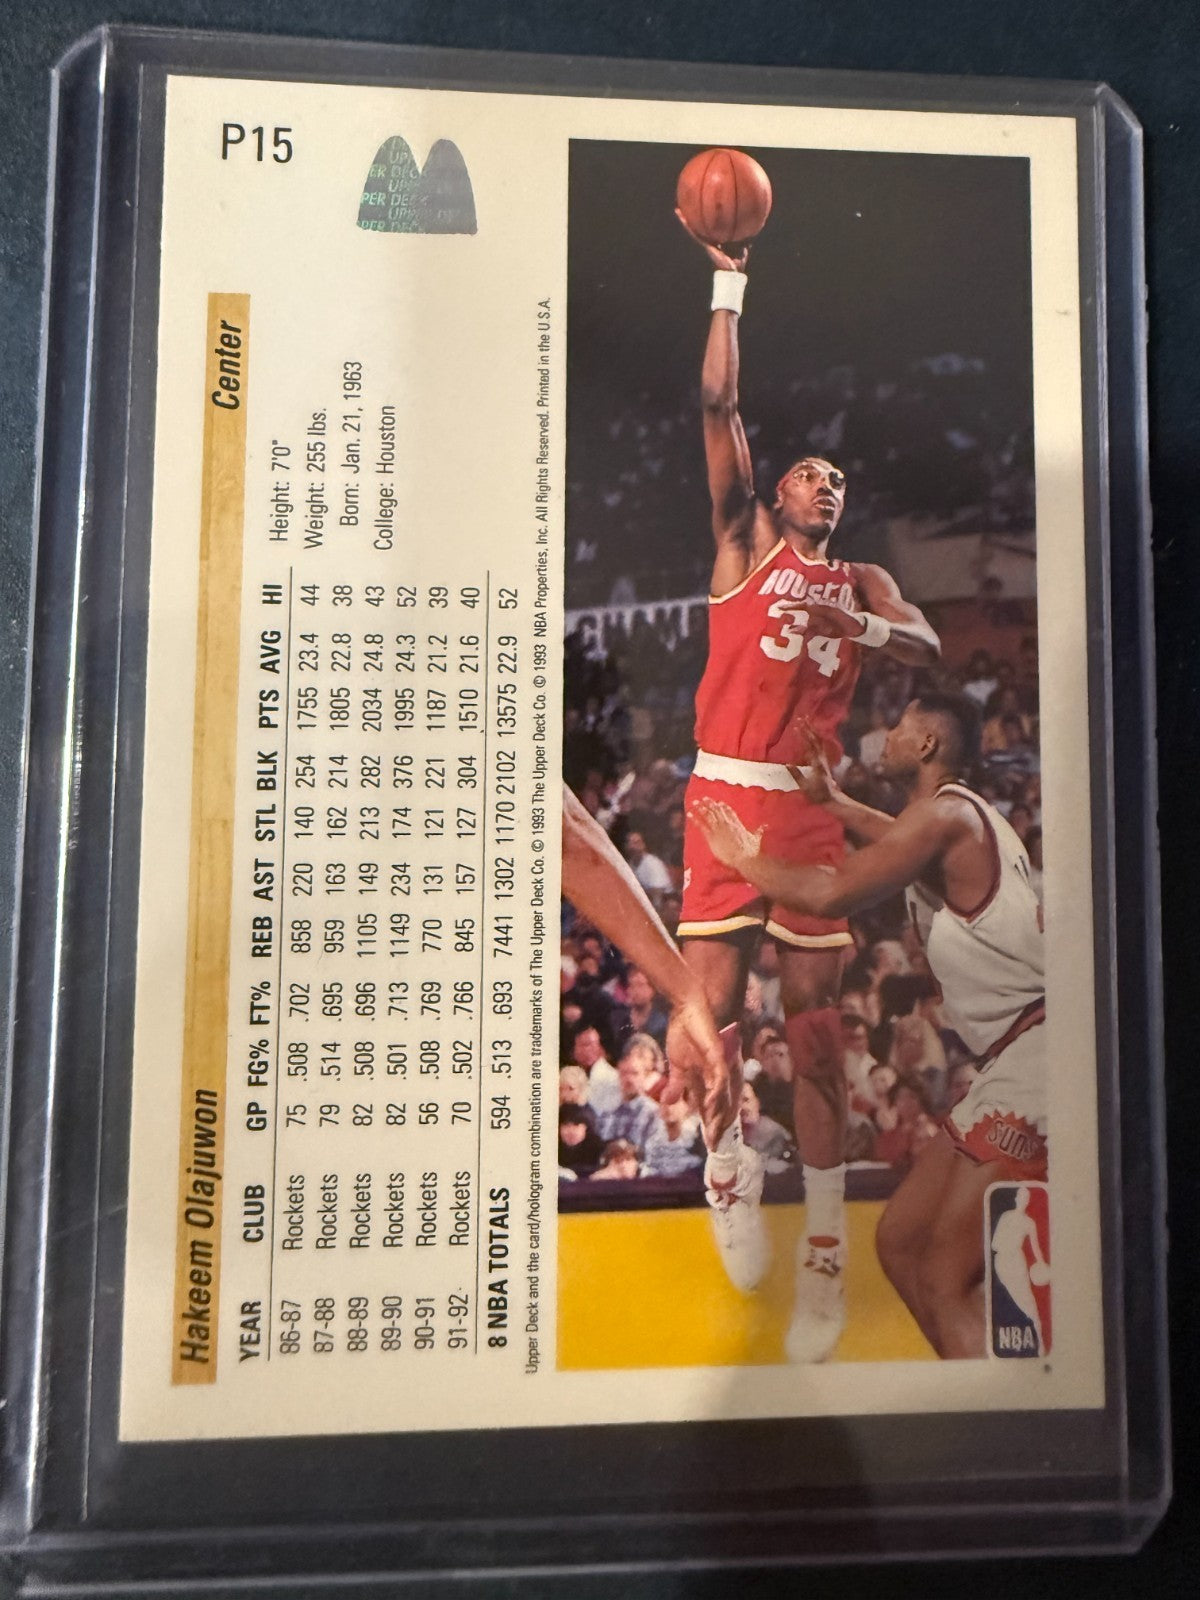 P15
UPPER DECK
Hakeem Olajuwon Center
YEAR CLUB GP FG% FT% REB AST STL BLK PTS AVG HI
86-87 Rockets 75 .508 .702 858 220 140 254 1755 23.4 44
87-88 Rockets 79 .514 .695 959 163 162 214 1805 22.8 38
88-89 Rockets 82 .508 .696 1105 149 213 282 2034 24.8 43
89-90 Rockets 82 .501 .713 1149 234 174 376 1995 24.3 52
90-91 Rockets 56 .508 .769 770 131 121 221 1187 21.2 39
91-92 Rockets 70 .502 .766 845 157 127 304 1510 21.6 40
8 NBA TOTALS 594 .513 .693 7441 1302 1170 2102 13575 22.9 52
Height: 7'0"
Weight: 255 lbs.
Born: Jan. 21, 1963
College: Houston
Upper Deck and the card/hologram combination are trademarks of The Upper Deck Co. © 1993 The Upper Deck Co. © 1993 NBA Properties, Inc. All Rights Reserved. Printed in the U.S.A.
HOUSTON
34
SUNS
NBA